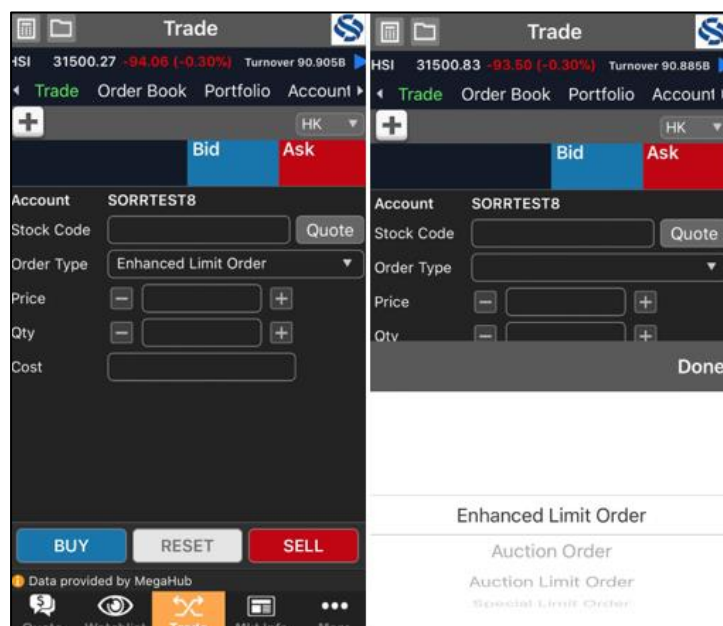 Trade
HSI 31500.27 -94.06 (-0.30%) Turnover 90.905B
Trade Order Book Portfolio Account
HK
Bid Ask
Account SORRTEST8
Stock Code Quote
Order Type Enhanced Limit Order
Price
Qty
Cost
BUY RESET SELL
Data provided by MegaHub
Trade
HSI 31500.83 -93.50 (-0.30%) Turnover 90.885B
Trade Order Book Portfolio Account
HK
Bid Ask
Account SORRTEST8
Stock Code Quote
Order Type
Price
Qty
Done
Enhanced Limit Order
Auction Order
Auction Limit Order
Special Limit Order